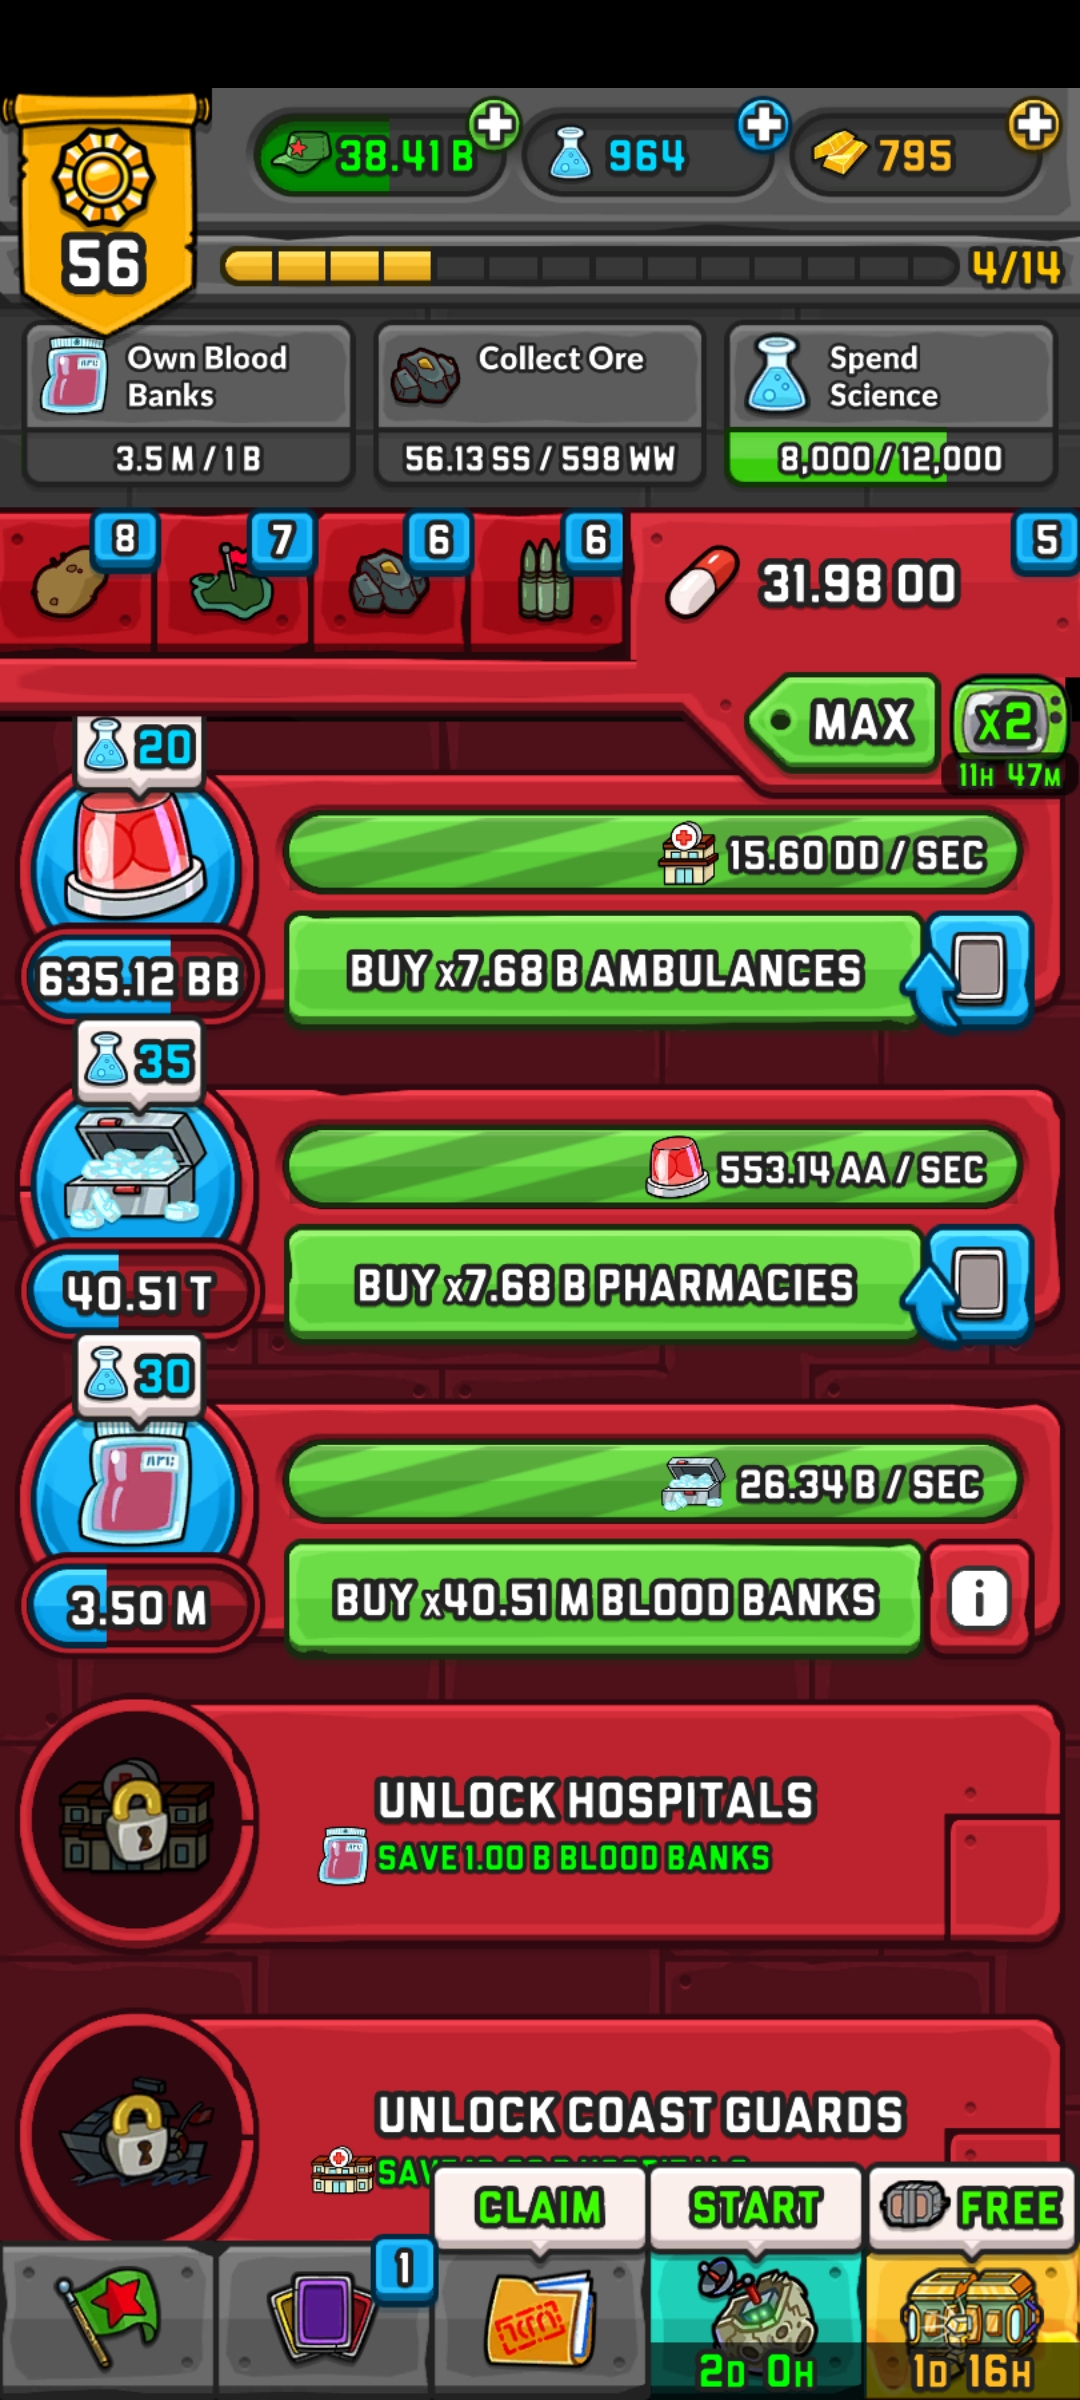 38.41 B
964
795
56
4/14
Own Blood
Banks
3.5 M / 1 B
Collect Ore
56.13 SS / 598 WW
Spend
Science
8,000 / 12,000
8
7
6
6
5
31.98 OO
MAX
x2
11H 47M
20
15.60 DD / SEC
635.12 BB
BUY x7.68 B AMBULANCES
35
553.14 AA / SEC
40.51 T
BUY x7.68 B PHARMACIES
30
26.34 B / SEC
3.50 M
BUY x40.51 M BLOOD BANKS
i
UNLOCK HOSPITALS
SAVE 1.00 B BLOOD BANKS
UNLOCK COAST GUARDS
CLAIM
START
FREE
1
2D 0H
1D 16H